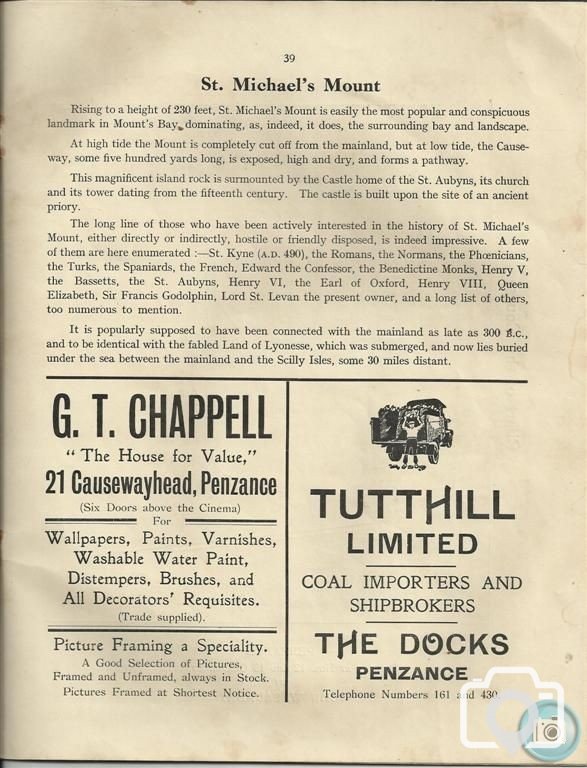 39
St. Michael's Mount
Rising to a height of 230 feet, St. Michael's Mount is easily the most popular and conspicuous
landmark in Mount's Bay, dominating, as, indeed, it does, the surrounding bay and landscape.
At high tide the Mount is completely cut off from the mainland, but at low tide, the Cause-
way, some five hundred yards long, is exposed, high and dry, and forms a pathway.
This magnificent island rock is surmounted by the Castle home of the St. Aubyns, its church
and its tower dating from the fifteenth century. The castle is built upon the site of an ancient
priory.
The long line of those who have been actively interested in the history of St. Michael's
Mount, either directly or indirectly, hostile or friendly disposed, is indeed impressive. A few
of them are here enumerated :—St. Kyne (A.D. 490), the Romans, the Normans, the Phœnicians,
the Turks, the Spaniards, the French, Edward the Confessor, the Benedictine Monks, Henry V,
the Bassetts, the St. Aubyns, Henry VI, the Earl of Oxford, Henry VIII, Queen
Elizabeth, Sir Francis Godolphin, Lord St. Levan the present owner, and a long list of others,
too numerous to mention.
It is popularly supposed to have been connected with the mainland as late as 300 B.C.,
and to be identical with the fabled Land of Lyonesse, which was submerged, and now lies buried
under the sea between the mainland and the Scilly Isles, some 30 miles distant.
G. T. CHAPPELL
"The House for Value,"
21 Causewayhead, Penzance
(Six Doors above the Cinema)
For
Wallpapers, Paints, Varnishes,
Washable Water Paint,
Distempers, Brushes, and
All Decorators' Requisites.
(Trade supplied).
Picture Framing a Speciality.
A Good Selection of Pictures,
Framed and Unframed, always in Stock.
Pictures Framed at Shortest Notice.
TUTTHILL
LIMITED
COAL IMPORTERS AND
SHIPBROKERS
THE DOCKS
PENZANCE
Telephone Numbers 161 and 430.